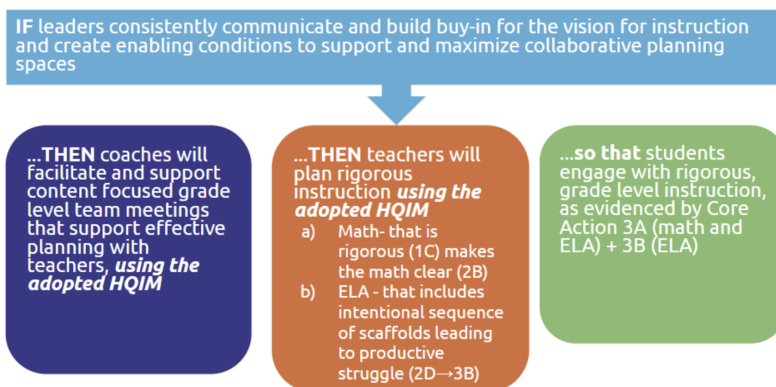 IF leaders consistently communicate and build buy-in for the vision for instruction
and create enabling conditions to support and maximize collaborative planning
spaces
...THEN coaches will
facilitate and support
content focused grade
level team meetings
that support effective
planning with
teachers, using the
adopted HQIM
...THEN teachers will
plan rigorous
instruction using the
adopted HQIM
a) Math- that is
rigorous (1C) makes
the math clear (2B)
b) ELA - that includes
intentional sequence
of scaffolds leading
to productive
struggle (2D→3B)
...so that students
engage with rigorous,
grade level instruction,
as evidenced by Core
Action 3A (math and
ELA) + 3B (ELA)